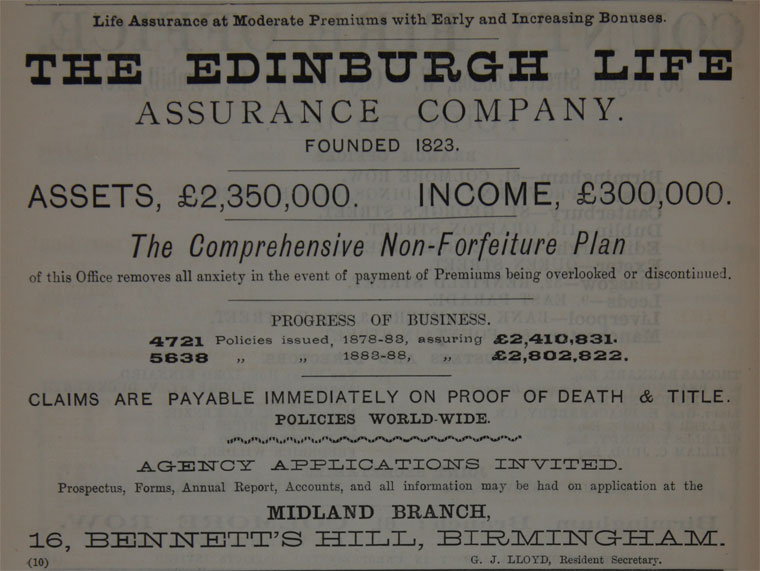 Life Assurance at Moderate Premiums with Early and Increasing Bonuses.
THE EDINBURGH LIFE
ASSURANCE COMPANY.
FOUNDED 1823.
ASSETS, £2,350,000. INCOME, £300,000.
The Comprehensive Non-Forfeiture Plan
of this Office removes all anxiety in the event of payment of Premiums being overlooked or discontinued.
PROGRESS OF BUSINESS.
4721 Policies issued, 1878-83, assuring £2,410,831.
5638 „ „ 1883-88, „ £2,802,822.
CLAIMS ARE PAYABLE IMMEDIATELY ON PROOF OF DEATH & TITLE.
POLICIES WORLD-WIDE.
AGENCY APPLICATIONS INVITED.
Prospectus, Forms, Annual Report, Accounts, and all information may be had on application at the
MIDLAND BRANCH,
16, BENNETT'S HILL, BIRMINGHAM.
(10) G. J. LLOYD, Resident Secretary.